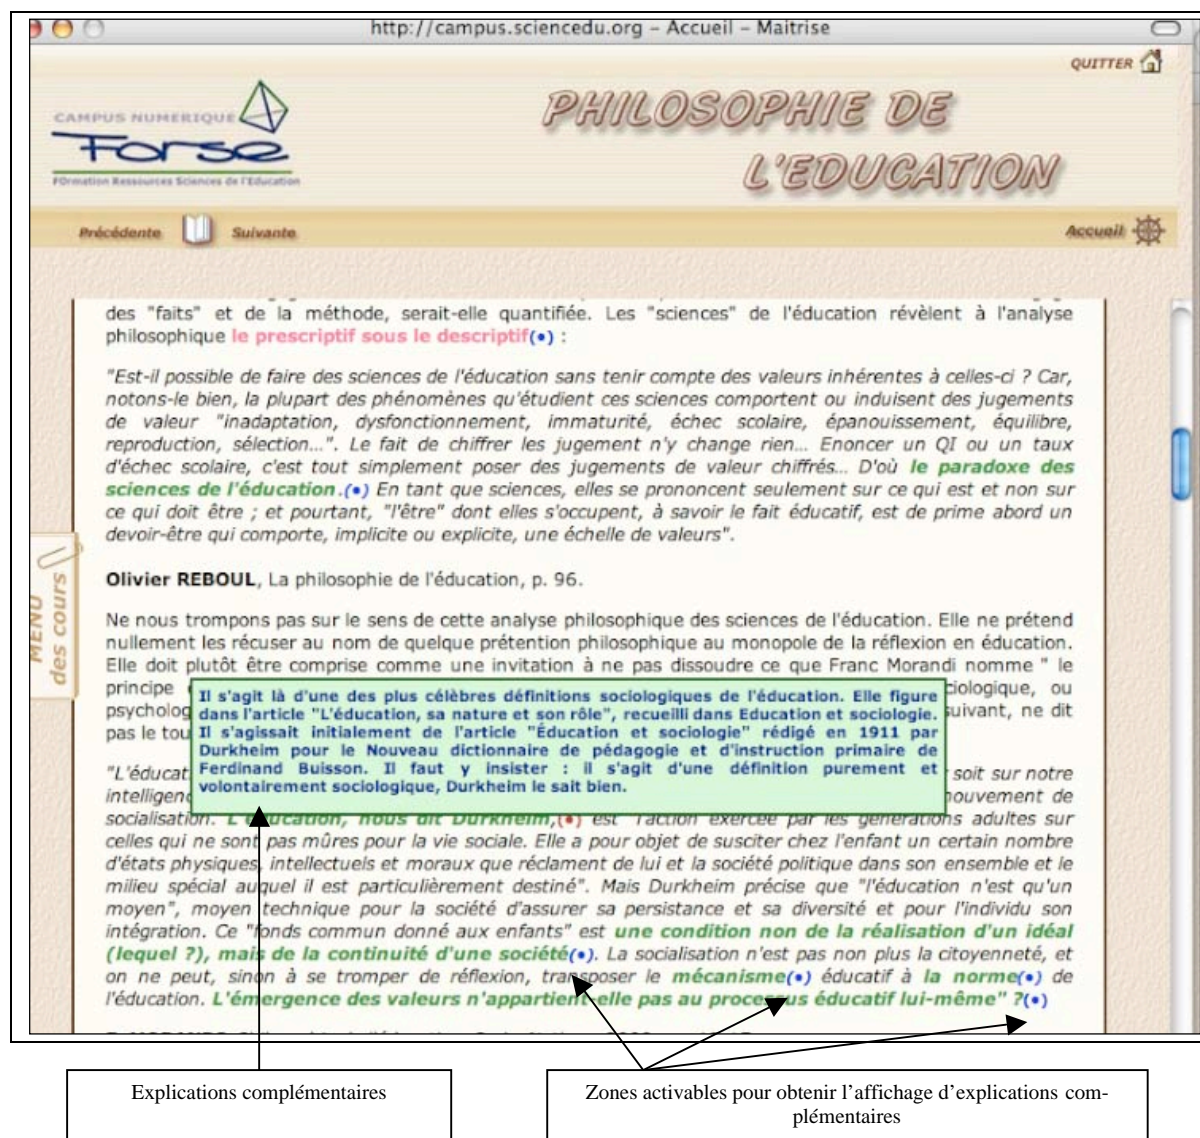 http://campus.sciencedu.org – Accueil – Maitrise
QUITTER
CAMPUS NUMERIQUE
Forse
FOrmation Ressources Sciences de l'Education
PHILOSOPHIE DE
L'EDUCATION
Précédente Suivante
Accueil
MENU
des cours
des "faits" et de la méthode, serait-elle quantifiée. Les "sciences" de l'éducation révèlent à l'analyse
philosophique le prescriptif sous le descriptif(•) :
"Est-il possible de faire des sciences de l'éducation sans tenir compte des valeurs inhérentes à celles-ci ? Car,
notons-le bien, la plupart des phénomènes qu'étudient ces sciences comportent ou induisent des jugements
de valeur "inadaptation, dysfonctionnement, immaturité, échec scolaire, épanouissement, équilibre,
reproduction, sélection...". Le fait de chiffrer les jugement n'y change rien... Enoncer un QI ou un taux
d'échec scolaire, c'est tout simplement poser des jugements de valeur chiffrés... D'où le paradoxe des
sciences de l'éducation.(•) En tant que sciences, elles se prononcent seulement sur ce qui est et non sur
ce qui doit être ; et pourtant, "l'être" dont elles s'occupent, à savoir le fait éducatif, est de prime abord un
devoir-être qui comporte, implicite ou explicite, une échelle de valeurs".
Olivier REBOUL, La philosophie de l'éducation, p. 96.
Ne nous trompons pas sur le sens de cette analyse philosophique des sciences de l'éducation. Elle ne prétend
nullement les récuser au nom de quelque prétention philosophique au monopole de la réflexion en éducation.
Elle doit plutôt être comprise comme une invitation à ne pas dissoudre ce que Franc Morandi nomme " le
principe ciologique, ou
psycholog suivant, ne dit
pas le tou
Il s'agit là d'une des plus célèbres définitions sociologiques de l'éducation. Elle figure
dans l'article "L'éducation, sa nature et son rôle", recueilli dans Education et sociologie.
Il s'agissait initialement de l'article "Éducation et sociologie" rédigé en 1911 par
Durkheim pour le Nouveau dictionnaire de pédagogie et d'instruction primaire de
Ferdinand Buisson. Il faut y insister : il s'agit d'une définition purement et
volontairement sociologique, Durkheim le sait bien.
"L'éducat soit sur notre
intelligen mouvement de
socialisation. L'éducation, nous dit Durkheim,(•) est "l'action exercée par les générations adultes sur
celles qui ne sont pas mûres pour la vie sociale. Elle a pour objet de susciter chez l'enfant un certain nombre
d'états physiques, intellectuels et moraux que réclament de lui et la société politique dans son ensemble et le
milieu spécial auquel il est particulièrement destiné". Mais Durkheim précise que "l'éducation n'est qu'un
moyen", moyen technique pour la société d'assurer sa persistance et sa diversité et pour l'individu son
intégration. Ce "fonds commun donné aux enfants" est une condition non de la réalisation d'un idéal
(lequel ?), mais de la continuité d'une société(•). La socialisation n'est pas non plus la citoyenneté, et
on ne peut, sinon à se tromper de réflexion, transposer le mécanisme(•) éducatif à la norme(•) de
l'éducation. L'émergence des valeurs n'appartient-elle pas au processus éducatif lui-même" ?(•)
Explications complémentaires
Zones activables pour obtenir l'affichage d'explications com-
plémentaires